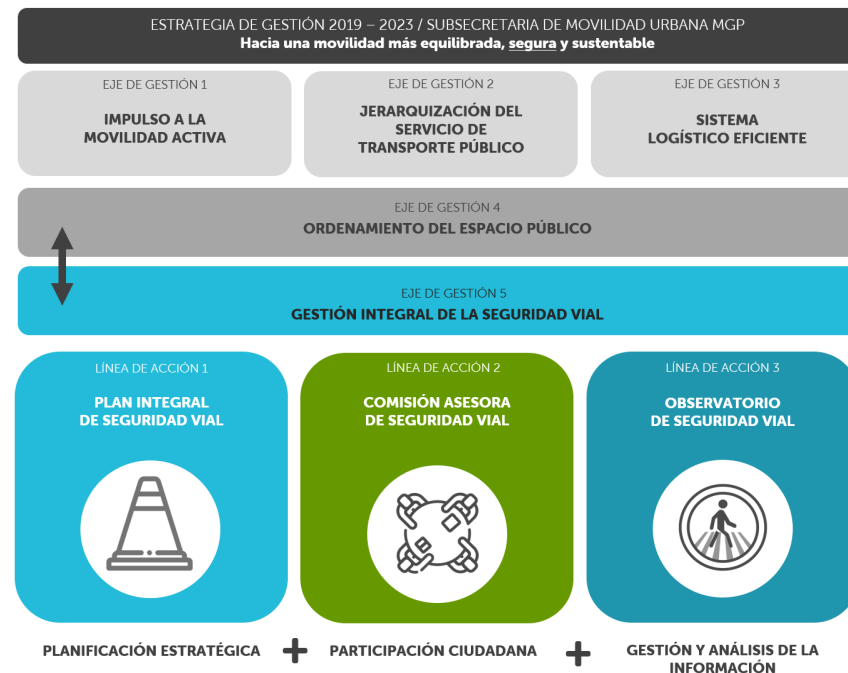 ESTRATEGIA DE GESTIÓN 2019 – 2023 / SUBSECRETARIA DE MOVILIDAD URBANA MGP
Hacia una movilidad más equilibrada, segura y sustentable
EJE DE GESTIÓN 1
IMPULSO A LA
MOVILIDAD ACTIVA
EJE DE GESTIÓN 2
JERARQUIZACIÓN DEL
SERVICIO DE
TRANSPORTE PÚBLICO
EJE DE GESTIÓN 3
SISTEMA
LOGÍSTICO EFICIENTE
EJE DE GESTIÓN 4
ORDENAMIENTO DEL ESPACIO PÚBLICO
EJE DE GESTIÓN 5
GESTIÓN INTEGRAL DE LA SEGURIDAD VIAL
LÍNEA DE ACCIÓN 1
PLAN INTEGRAL
DE SEGURIDAD VIAL
LÍNEA DE ACCIÓN 2
COMISIÓN ASESORA
DE SEGURIDAD VIAL
LÍNEA DE ACCIÓN 3
OBSERVATORIO
DE SEGURIDAD VIAL
PLANIFICACIÓN ESTRATÉGICA + PARTICIPACIÓN CIUDADANA + GESTIÓN Y ANÁLISIS DE LA
INFORMACIÓN